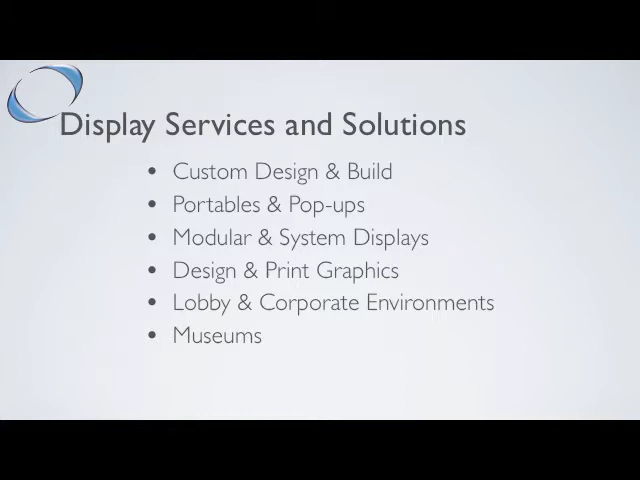 Display Services and Solutions
• Custom Design & Build
• Portables & Pop-ups
• Modular & System Displays
• Design & Print Graphics
• Lobby & Corporate Environments
• Museums